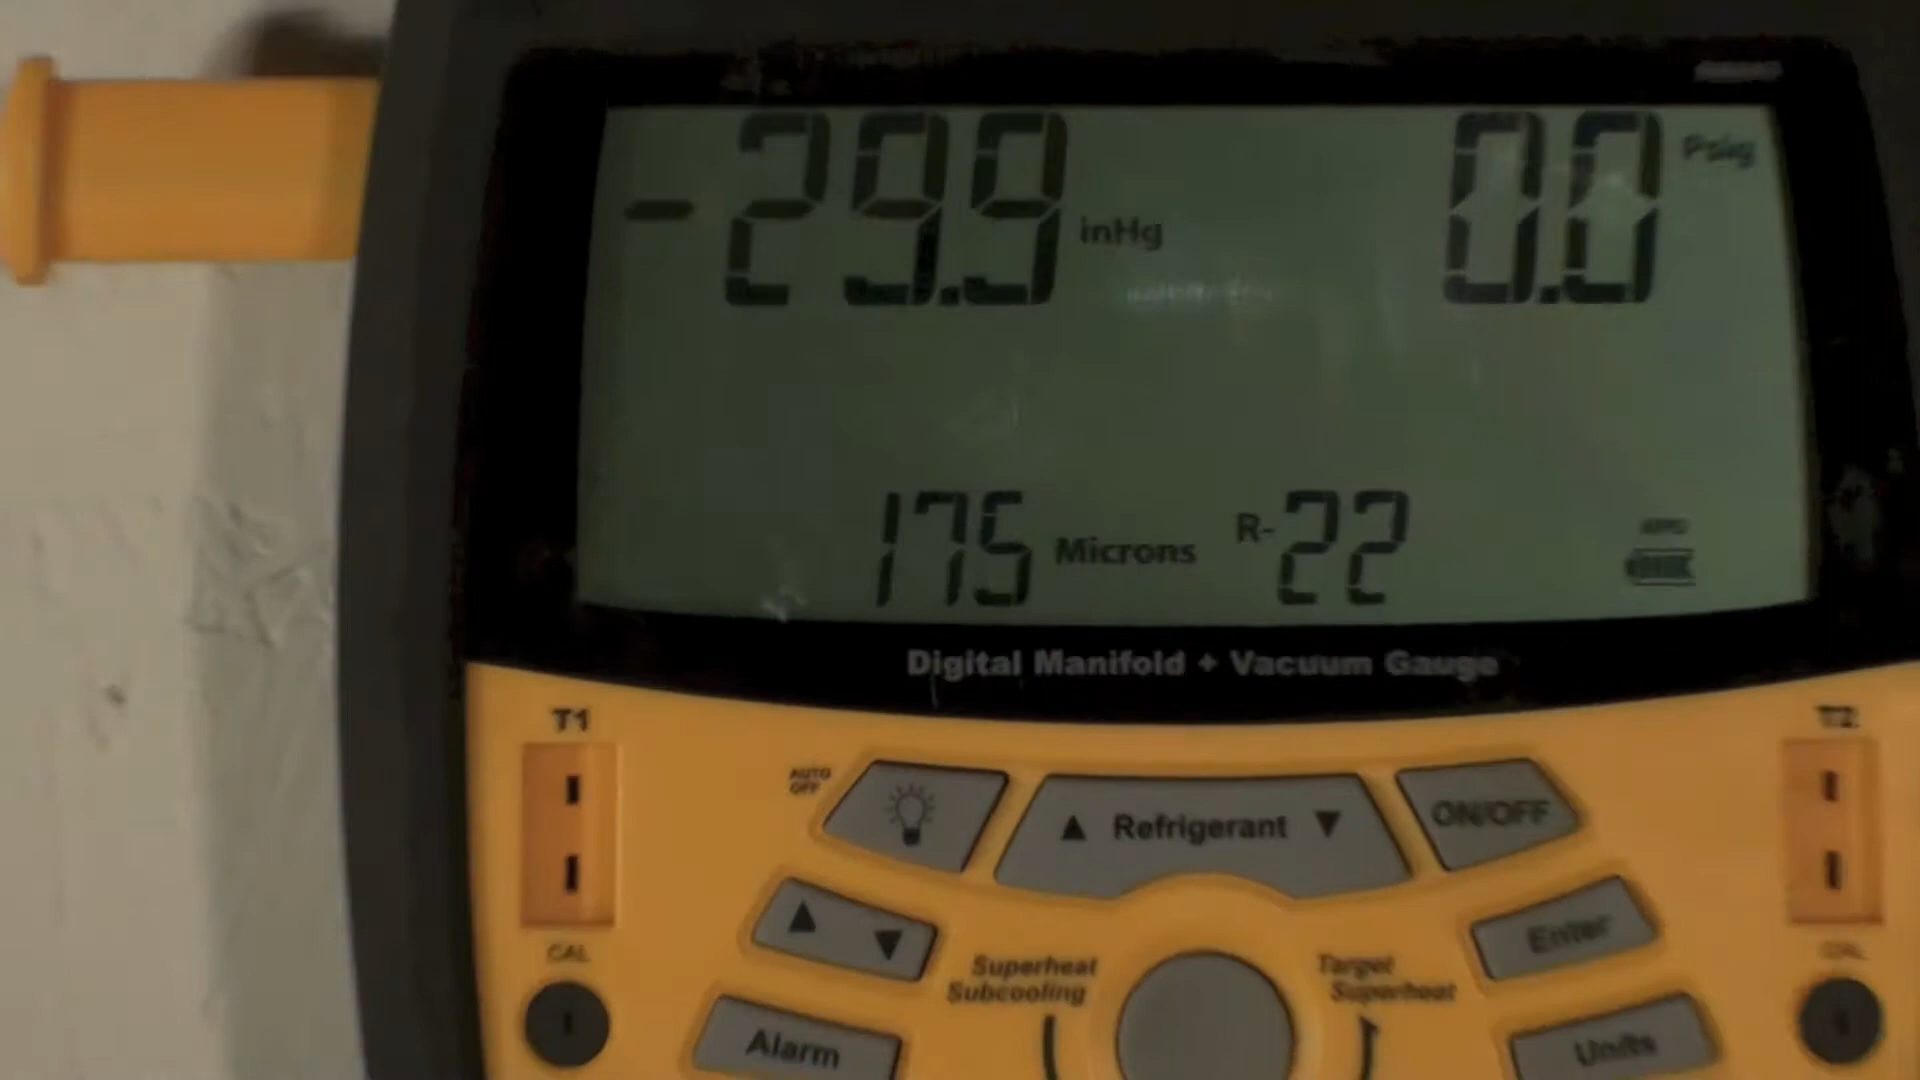 -29.9 inHg
0.0 Psig
175 Microns R-22
Digital Manifold + Vacuum Gauge
T1
T2
AUTO OFF
▲ Refrigerant ▼
ON/OFF
▲ ▼
Enter
CAL
CAL
Superheat
Subcooling
Target
Superheat
Alarm
Units